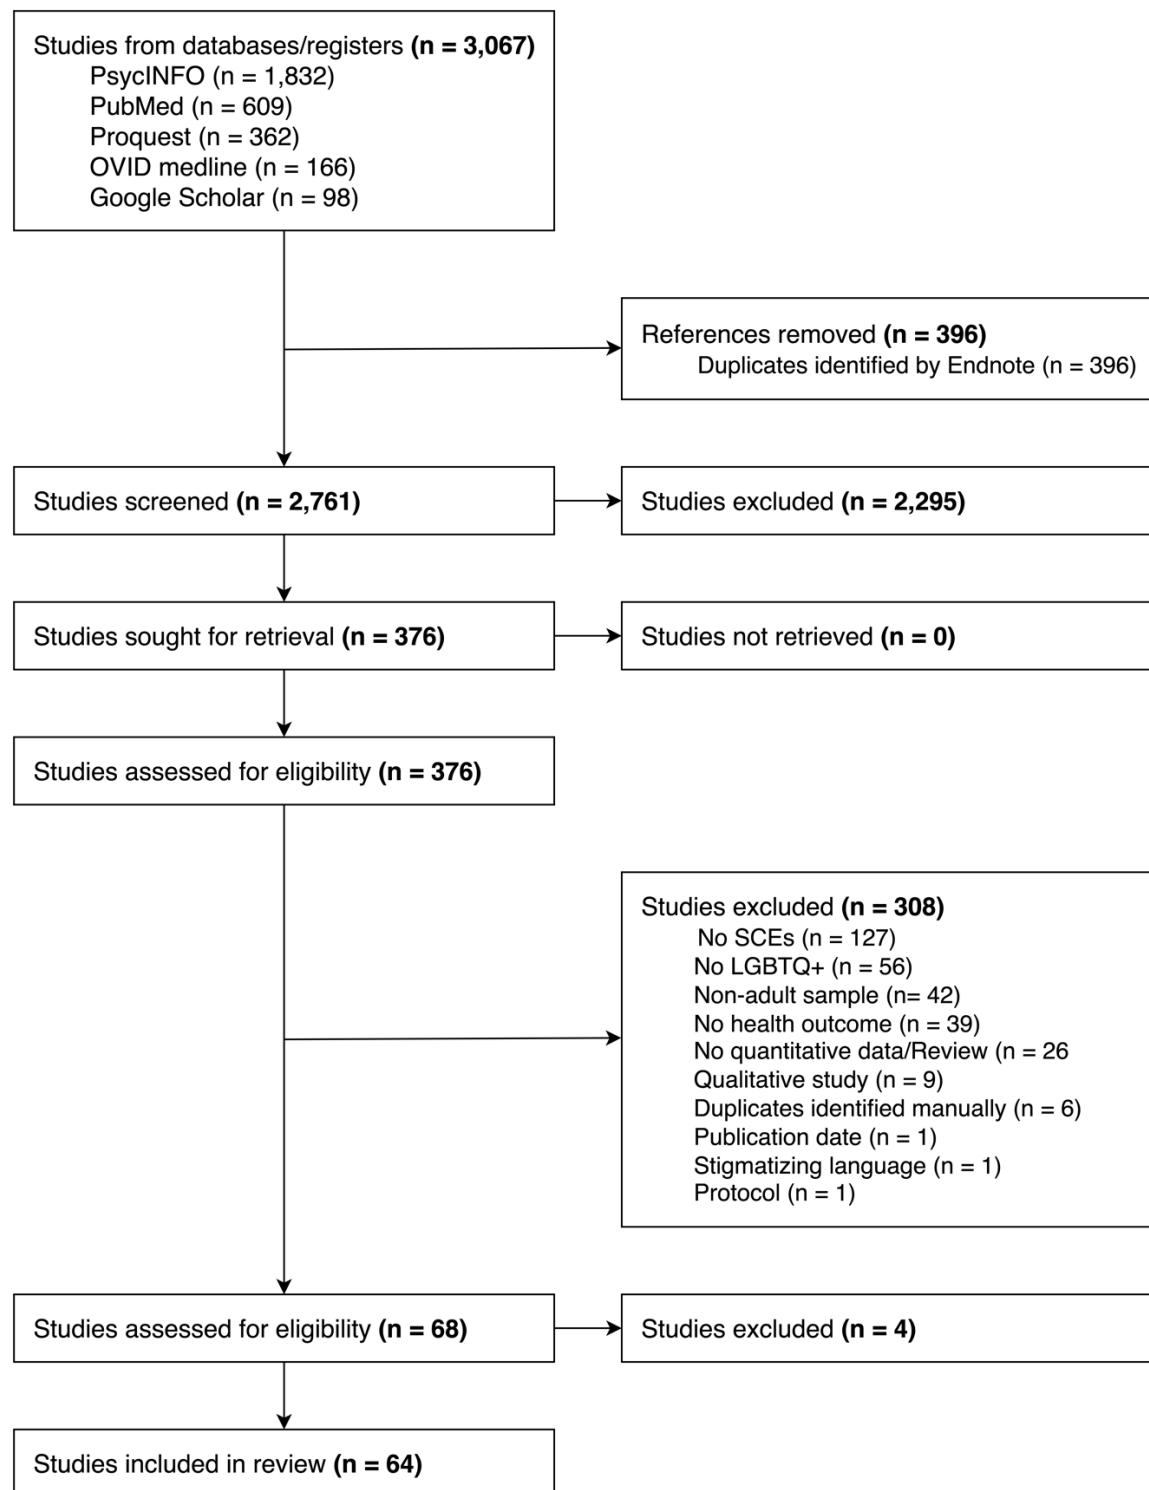 Studies from databases/registers (n = 3,067)
PsycINFO (n = 1,832)
PubMed (n = 609)
Proquest (n = 362)
OVID medline (n = 166)
Google Scholar (n = 98)
References removed (n = 396)
Duplicates identified by Endnote (n = 396)
Studies screened (n = 2,761)
Studies excluded (n = 2,295)
Studies sought for retrieval (n = 376)
Studies not retrieved (n = 0)
Studies assessed for eligibility (n = 376)
Studies excluded (n = 308)
No SCEs (n = 127)
No LGBTQ+ (n = 56)
Non-adult sample (n= 42)
No health outcome (n = 39)
No quantitative data/Review (n = 26
Qualitative study (n = 9)
Duplicates identified manually (n = 6)
Publication date (n = 1)
Stigmatizing language (n = 1)
Protocol (n = 1)
Studies assessed for eligibility (n = 68)
Studies excluded (n = 4)
Studies included in review (n = 64)